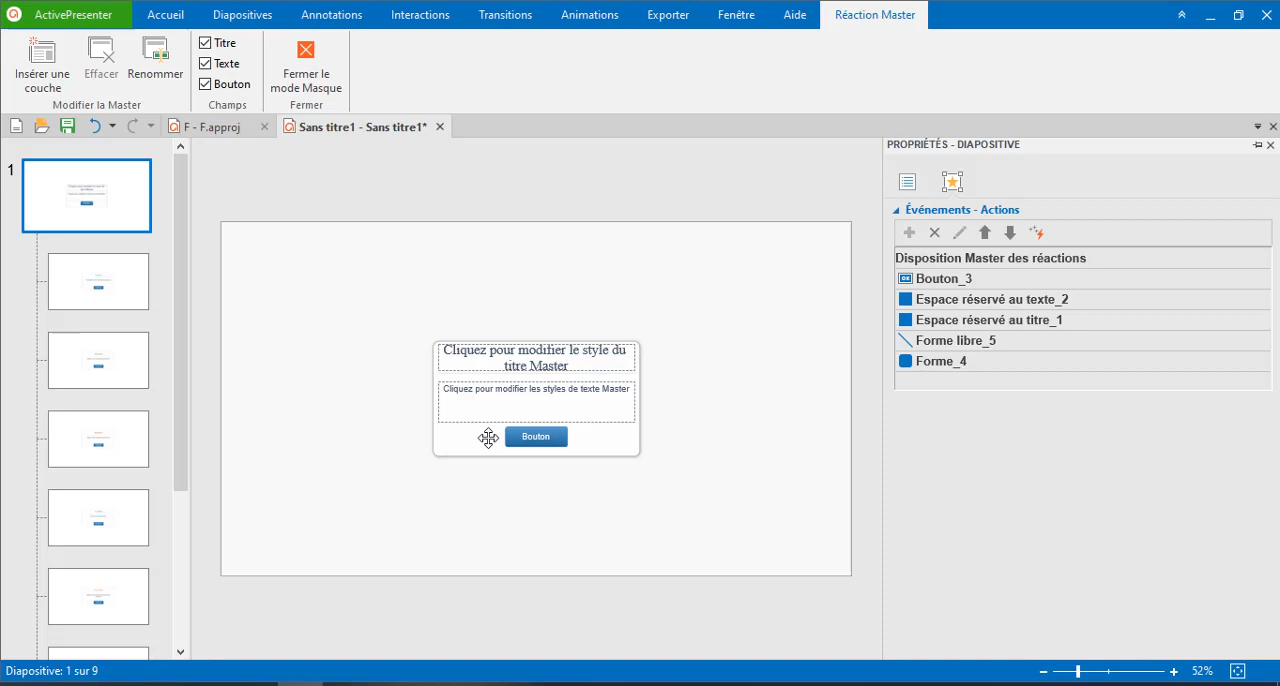 ActivePresenter
Accueil
Diapositives
Annotations
Interactions
Transitions
Animations
Exporter
Fenêtre
Aide
Réaction Master
Insérer une couche
Effacer
Renommer
Modifier la Master
Titre
Texte
Bouton
Champs
Fermer le mode Masque
Fermer
F - F.approj
Sans titre1 - Sans titre1*
1
Cliquez pour modifier le style du
titre Master
Cliquez pour modifier les styles de texte Master
Bouton
PROPRIÉTÉS - DIAPOSITIVE
Événements - Actions
Disposition Master des réactions
Bouton_3
Espace réservé au texte_2
Espace réservé au titre_1
Forme libre_5
Forme_4
Diapositive: 1 sur 9
52%